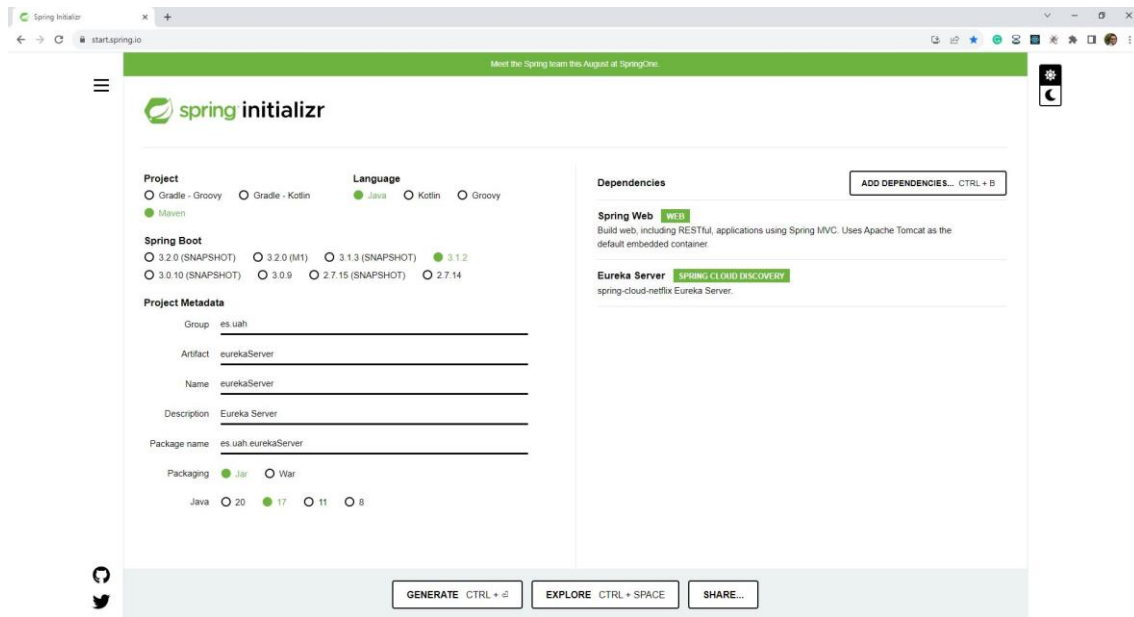 Spring Initializr
start.spring.io
Meet the Spring team this August at SpringOne.
spring initializr
Project
Gradle - Groovy Gradle - Kotlin
Maven
Language
Java Kotlin Groovy
Spring Boot
3.2.0 (SNAPSHOT) 3.2.0 (M1) 3.1.3 (SNAPSHOT) 3.1.2
3.0.10 (SNAPSHOT) 3.0.9 2.7.15 (SNAPSHOT) 2.7.14
Project Metadata
Group es.uah
Artifact eurekaServer
Name eurekaServer
Description Eureka Server
Package name es.uah.eurekaServer
Packaging Jar War
Java 20 17 11 8
Dependencies ADD DEPENDENCIES... CTRL + B
Spring Web WEB
Build web, including RESTful, applications using Spring MVC. Uses Apache Tomcat as the
default embedded container.
Eureka Server SPRING CLOUD DISCOVERY
spring-cloud-netflix Eureka Server.
GENERATE CTRL + ⏎ EXPLORE CTRL + SPACE SHARE...